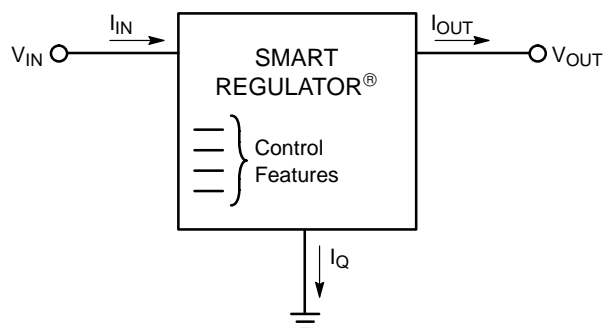 I_IN
I_OUT
V_IN
SMART
REGULATOR®
V_OUT
Control
Features
I_Q